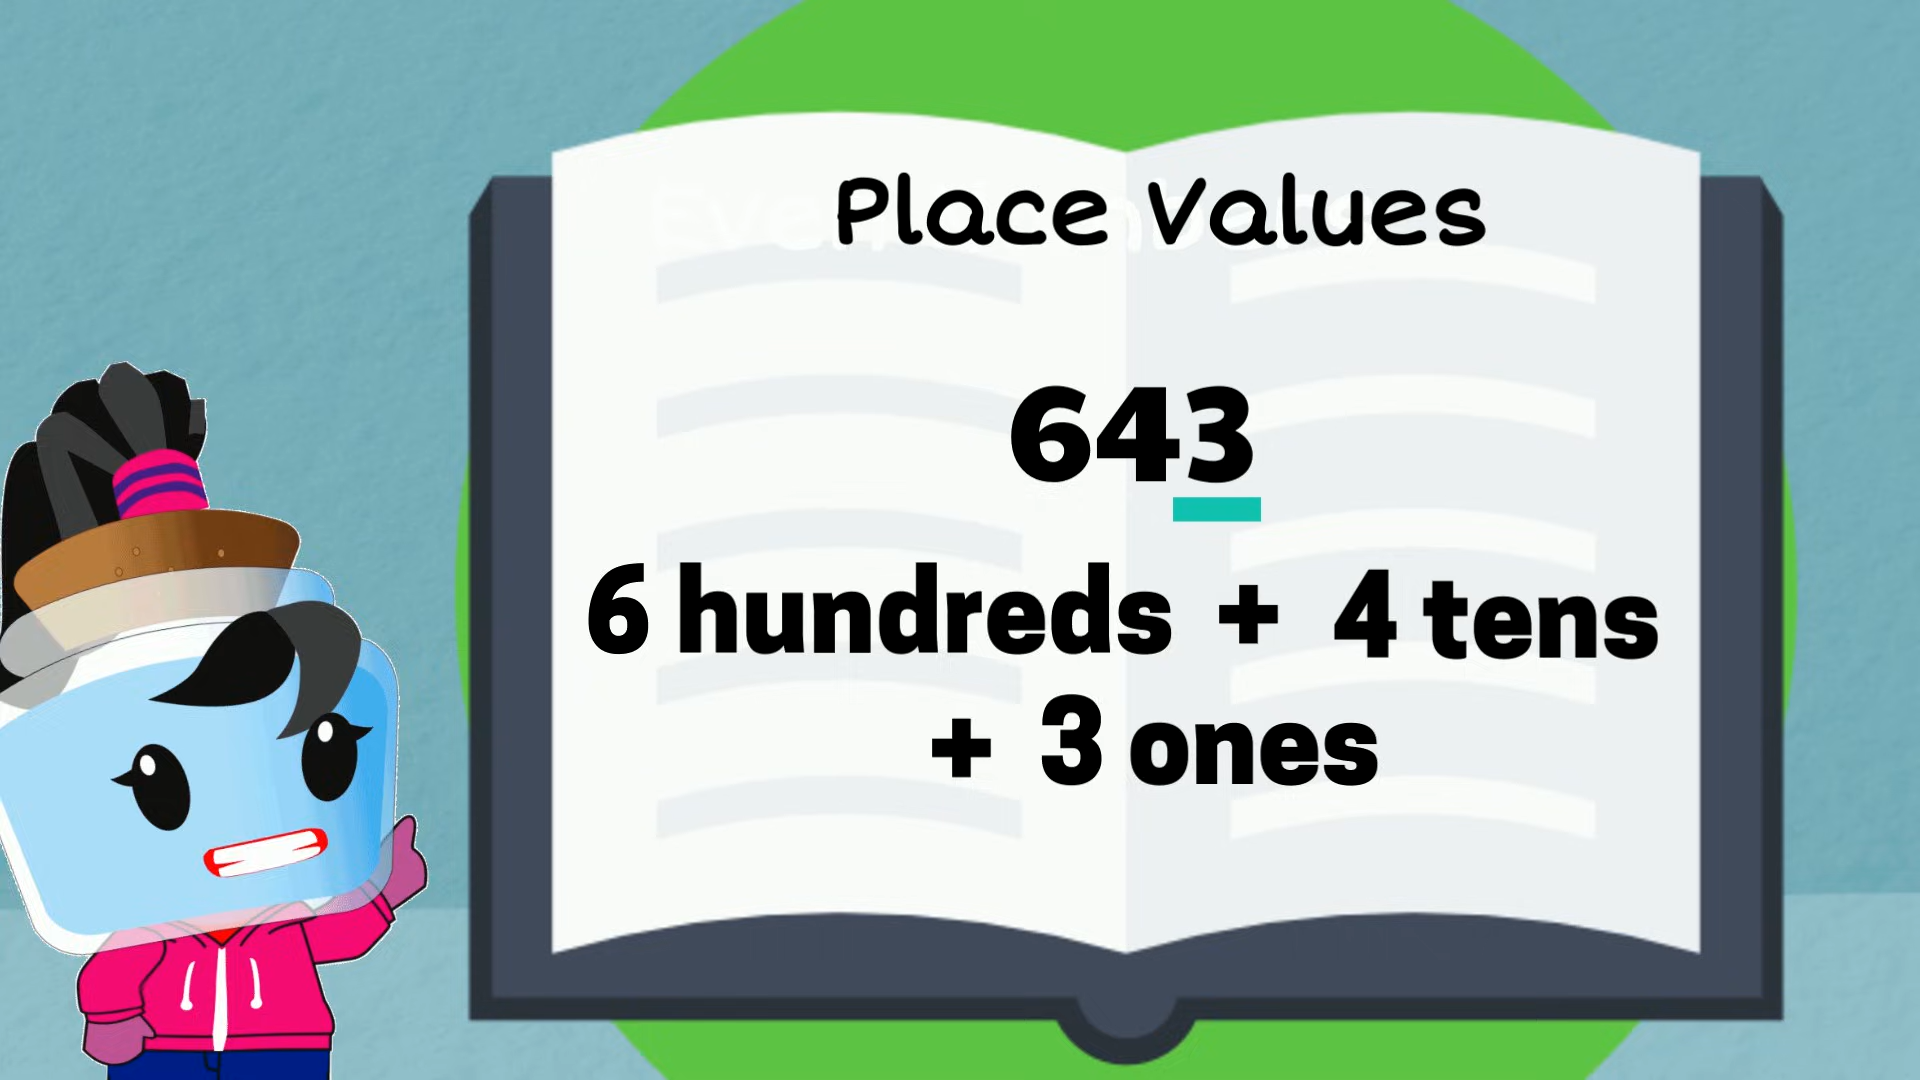 Place Values
643
6 hundreds + 4 tens
+ 3 ones